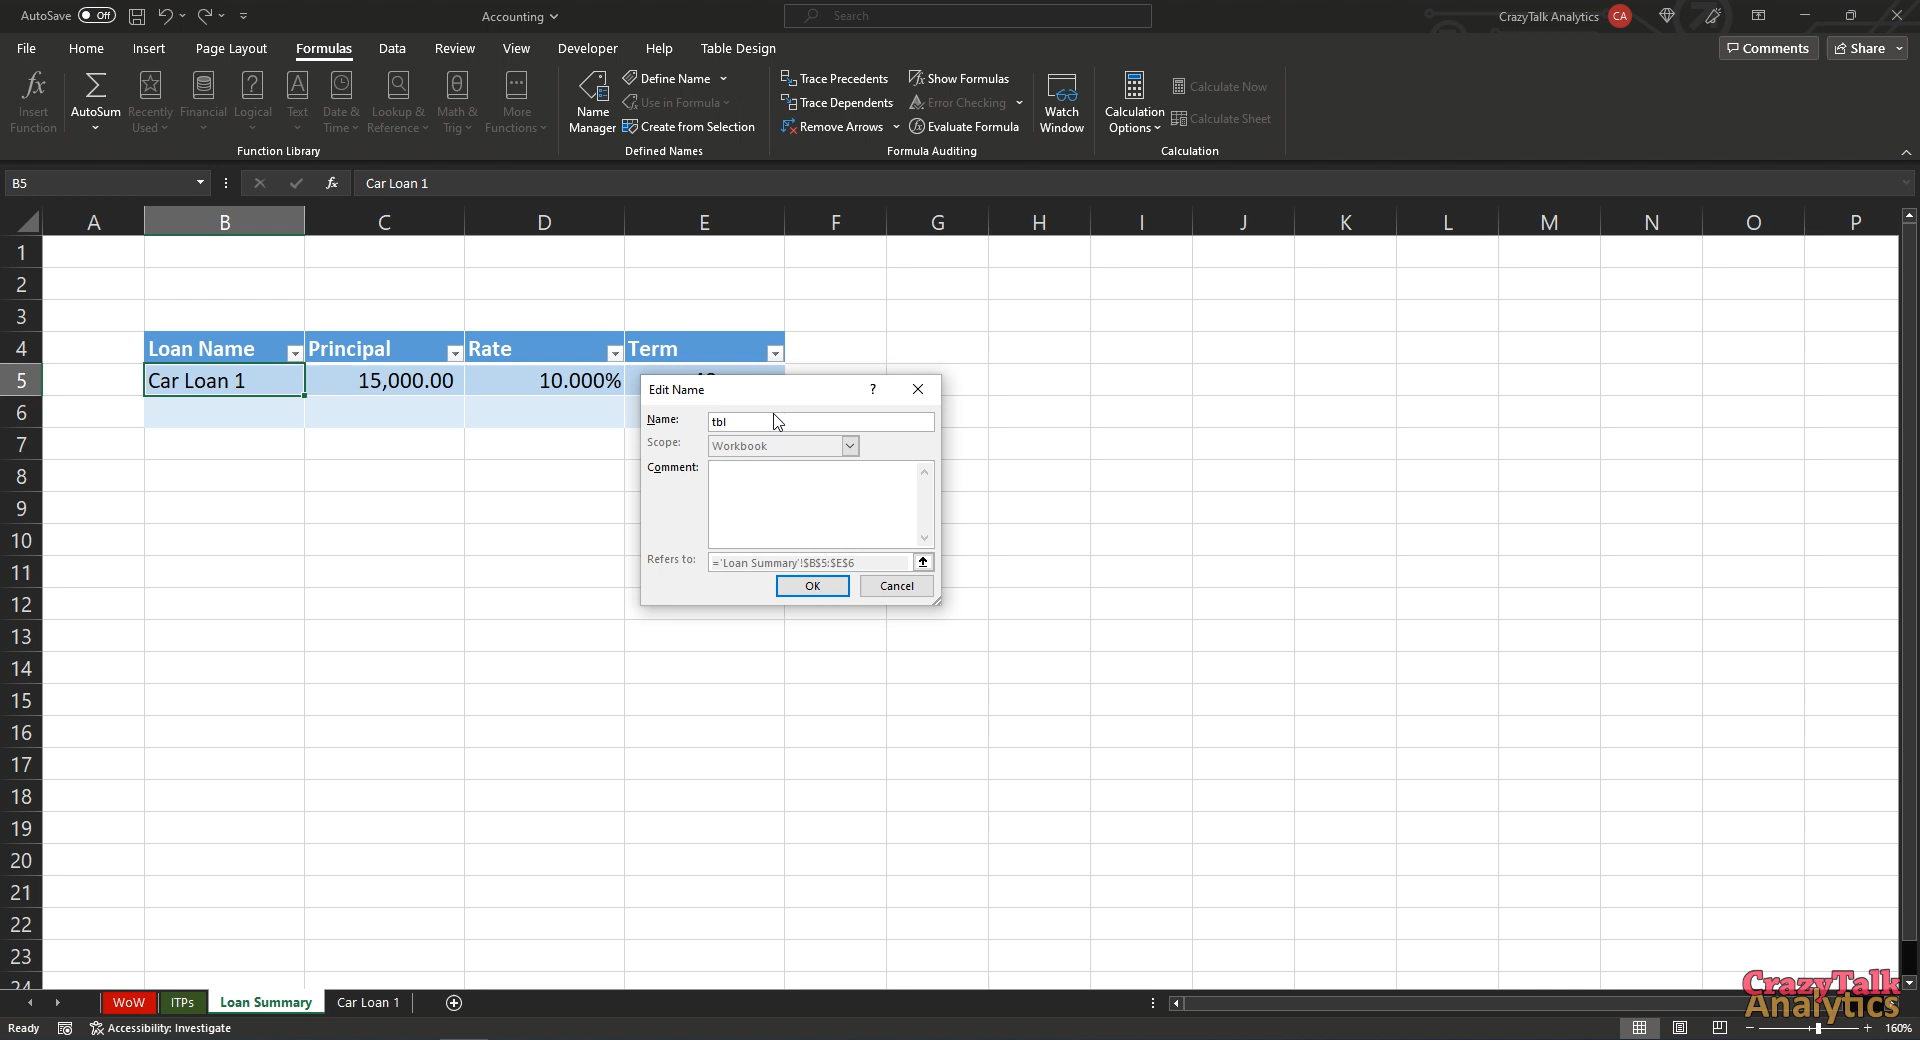 AutoSave Off Accounting Search CrazyTalk Analytics CA
File Home Insert Page Layout Formulas Data Review View Developer Help Table Design Comments Share
Insert Function
AutoSum
Recently Used
Financial
Logical
Text
Date & Time
Lookup & Reference
Math & Trig
More Functions
Function Library
Name Manager
Define Name
Use in Formula
Create from Selection
Defined Names
Trace Precedents
Trace Dependents
Remove Arrows
Show Formulas
Error Checking
Evaluate Formula
Formula Auditing
Watch Window
Calculation Options
Calculate Now
Calculate Sheet
Calculation
B5 fx Car Loan 1
A B C D E F G H I J K L M N O P
1
2
3
4 Loan Name Principal Rate Term
5 Car Loan 1 15,000.00 10.000%
6
7
8
9
10
11
12
13
14
15
16
17
18
19
20
21
22
23
24
Edit Name ?
Name: tbl
Scope: Workbook
Comment:
Refers to: ='Loan Summary'!$B$5:$E$6
OK Cancel
WoW ITPs Loan Summary Car Loan 1
Ready Accessibility: Investigate 160%
CrazyTalk
Analytics